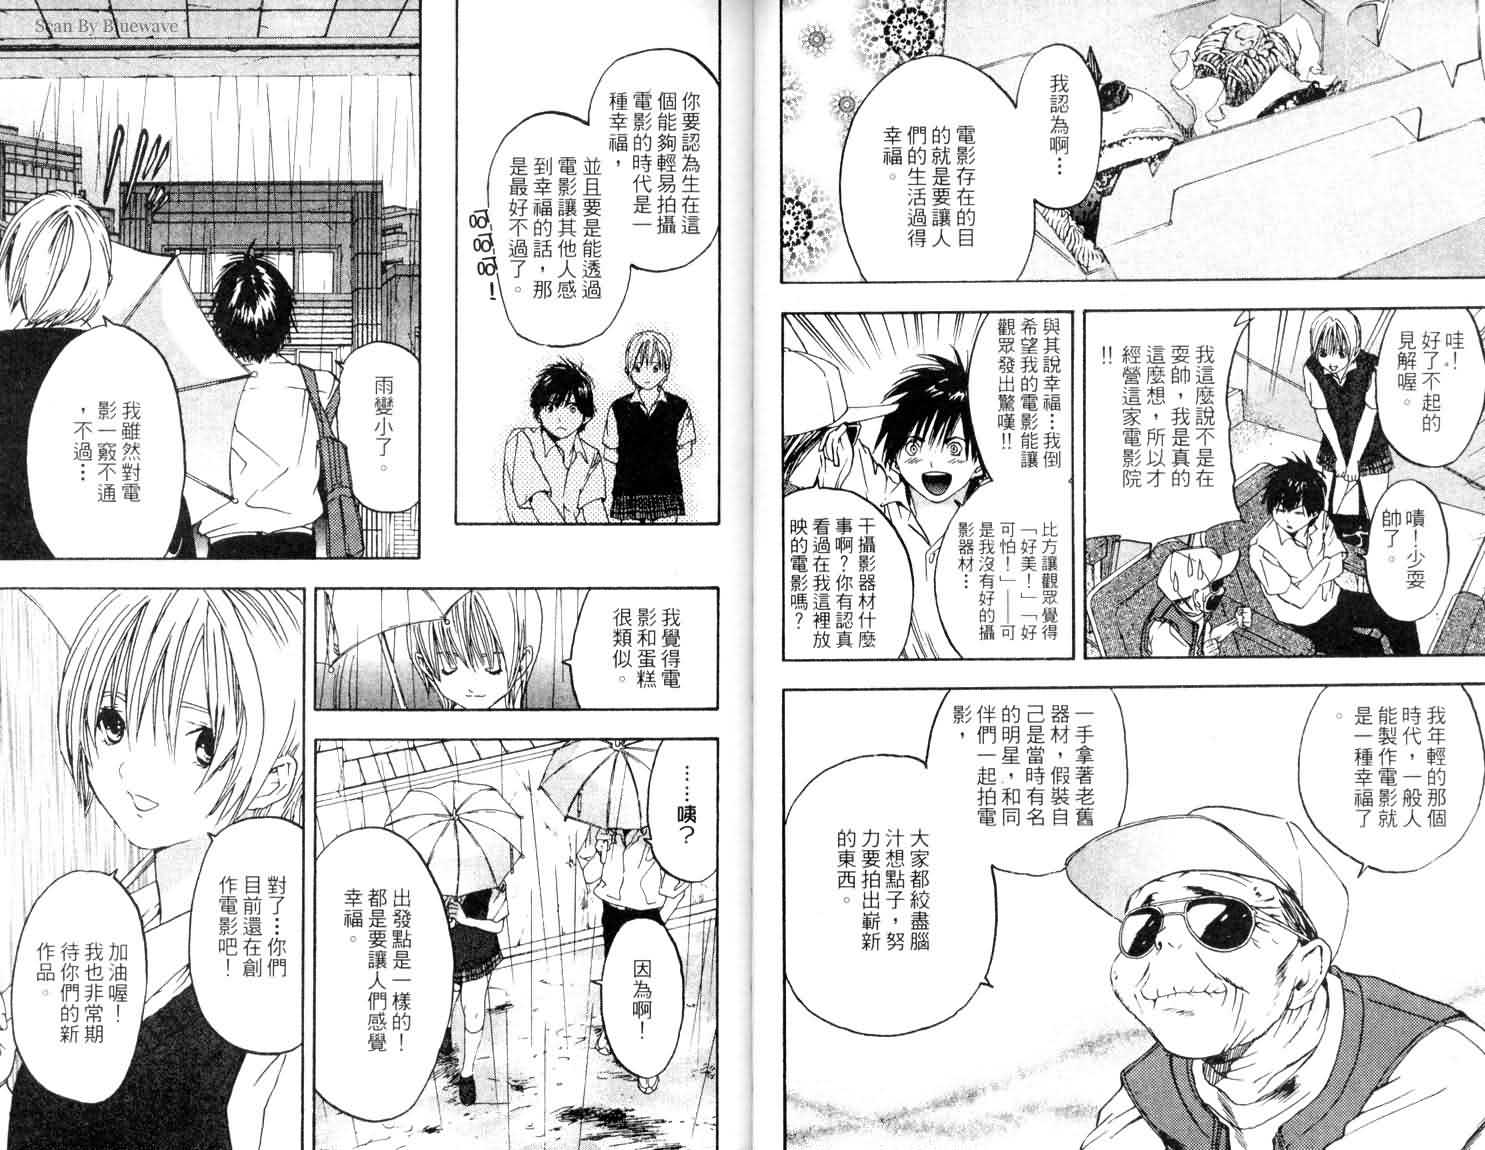 Scan By Bluewave
我認為啊…
電影存在的目
的就是要讓人
們的生活過得
幸福。
哇！
好了不起的
見解喔。
嘖！少耍
帥了。
我這麼說不是在
耍帥，我是真的
這麼想，所以才
經營這家電影院
!!
與其說幸福…我倒
希望我的電影能讓
觀眾發出驚嘆!!
比方讓觀眾覺得
「好美！」「好
可怕！」——可
是我沒有好的攝
影器材…
干攝影器材什麼
事啊？你有認真
看過在我這裡放
映的電影嗎？
我年輕的那個
時代，一般人
能製作電影就
是一種幸福了
。
一手拿著老舊
器材，假裝自
己是當時有名
的明星，和同
伴們一起拍電
影，
大家都絞盡腦
汁想點子，努
力要拍出嶄新
的東西。
你要認為生在這
個能夠輕易拍攝
電影的時代是一
種幸福，
並且要是能透過
電影讓其他人感
到幸福的話，那
是最好不過了。
哈哈哈！
雨變小了。
我雖然對電
影一竅不通
，不過…
我覺得電
影和蛋糕
很類似。
……咦？
因為啊！
出發點是一樣的！
都是要讓人們感覺
幸福。
對了…你們
目前還在創
作電影吧！
加油喔！
我也非常期
待你們的新
作品。